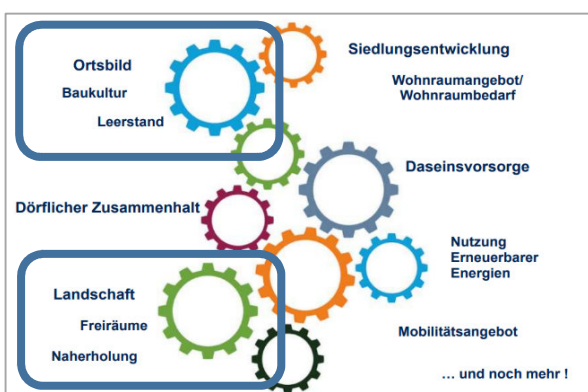 Ortsbild
Baukultur
Leerstand
Siedlungsentwicklung
Wohnraumangebot/
Wohnraumbedarf
Daseinsvorsorge
Dörflicher Zusammenhalt
Nutzung
Erneuerbarer
Energien
Landschaft
Freiräume
Naherholung
Mobilitätsangebot
... und noch mehr !